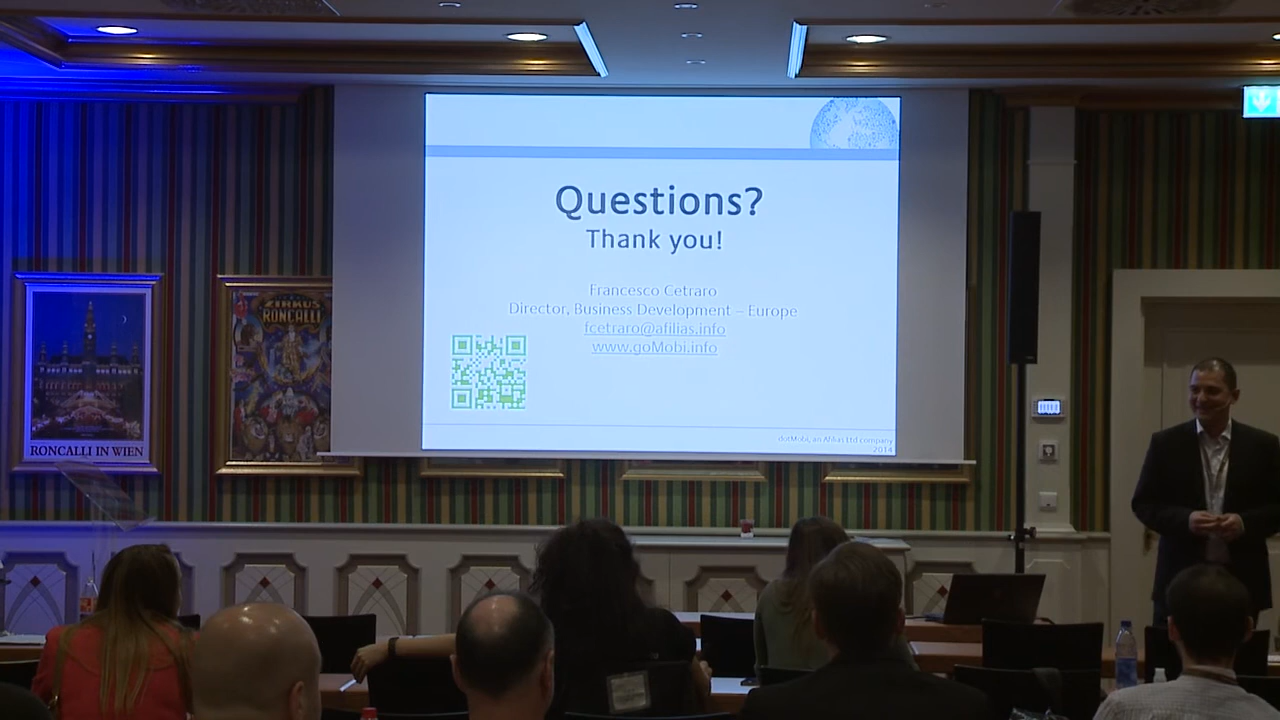 Questions?
Thank you!
Francesco Cetraro
Director, Business Development – Europe
fcetraro@afilias.info
www.goMobi.info
dotMobi, an Afilias Ltd company
2014
RONCALLI IN WIEN
ZIRKUS
RONCALLI